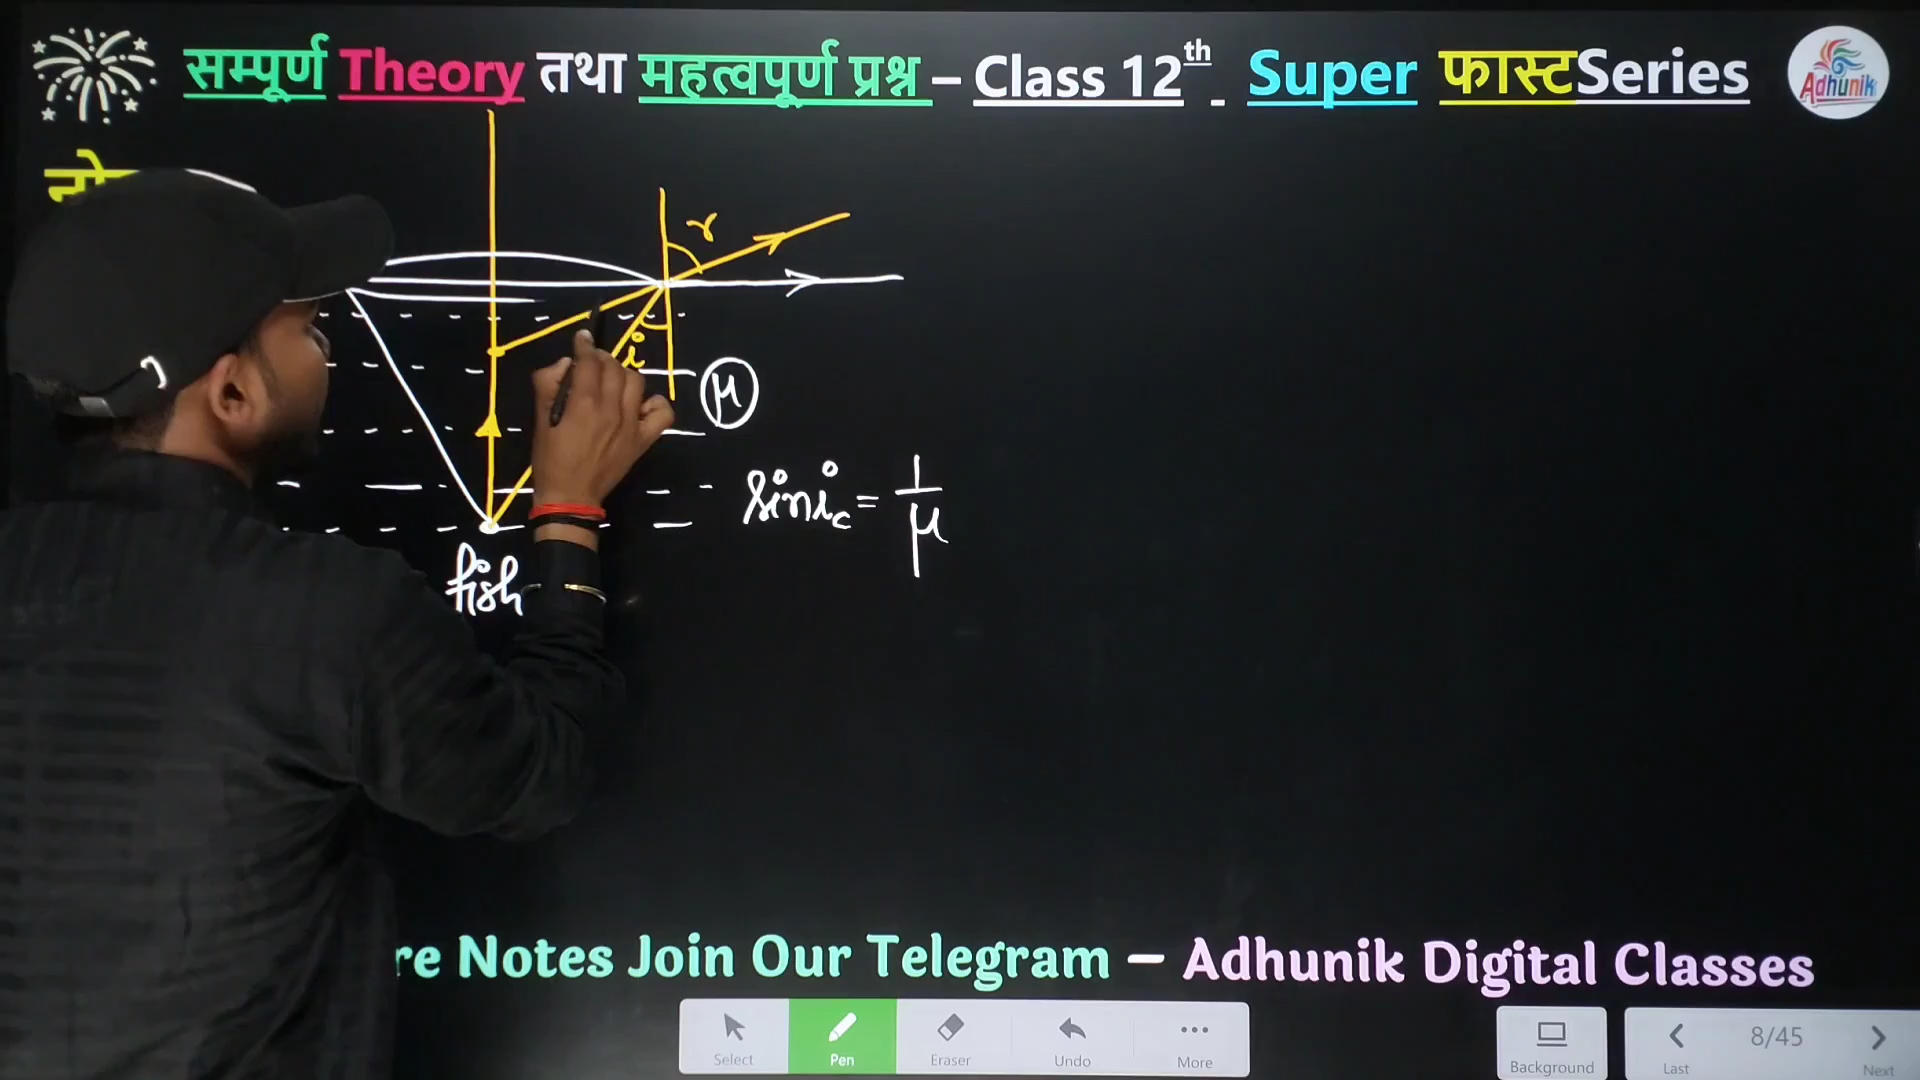 सम्पूर्ण Theory तथा महत्वपूर्ण प्रश्न – Class 12th - Super फास्टSeries
Adhunik
r
i
μ
sin i_c = 1/μ
fish
re Notes Join Our Telegram – Adhunik Digital Classes
Select
Pen
Eraser
Undo
More
Background
Last
8/45
Next